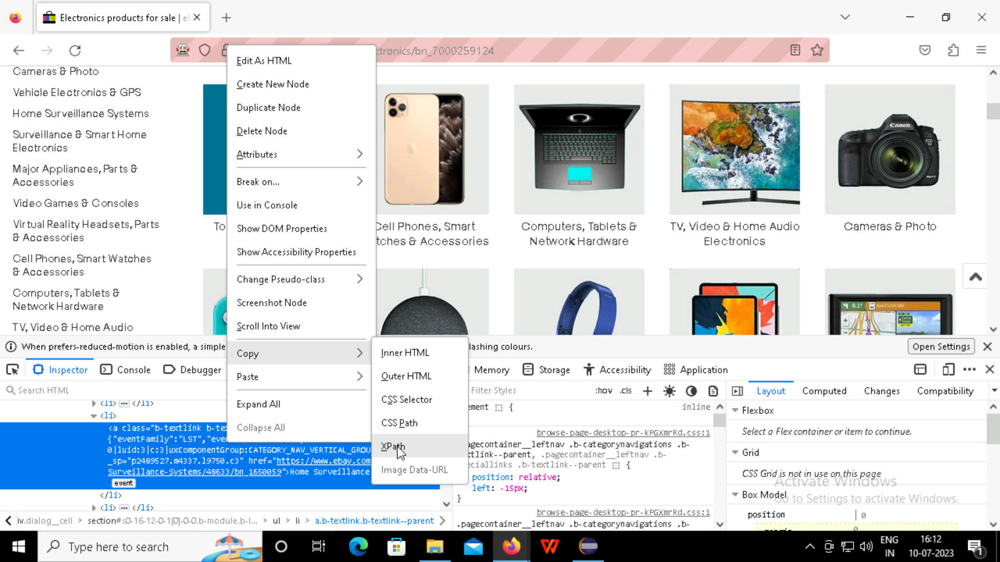 Electronics products for sale | eB
ctronics/bn_7000259124
Cameras & Photo
Vehicle Electronics & GPS
Home Surveillance Systems
Surveillance & Smart Home
Electronics
Major Appliances, Parts &
Accessories
Video Games & Consoles
Virtual Reality Headsets, Parts
& Accessories
Cell Phones, Smart Watches
& Accessories
Computers, Tablets &
Network Hardware
TV, Video & Home Audio
Edit As HTML
Create New Node
Duplicate Node
Delete Node
Attributes
Break on...
Use in Console
Show DOM Properties
Show Accessibility Properties
Change Pseudo-class
Screenshot Node
Scroll Into View
Copy
Paste
Expand All
Collapse All
Inner HTML
Outer HTML
CSS Selector
CSS Path
XPath
Image Data-URL
To
Cell Phones, Smart
tches & Accessories
Computers, Tablets &
Network Hardware
TV, Video & Home Audio
Electronics
Canon
Cameras & Photo
0.17
Speed Limit 500
When prefers-reduced-motion is enabled, a simple
lashing colours.
Open Settings
Inspector
Console
Debugger
Memory
Storage
Accessibility
Application
Search HTML
<li> ••• </li>
<li>
<a class="b-textlink b-te
{"eventFamily":"LST","eve
0|luid:3|c:3|uxComponentGroup:CATEGORY_NAV_VERTICAL_GROU
_sp="p2489527.m4337.l9750.c3" href="https://www.ebay.com
Surveillance-Systems/48633/bn_1650059">Home Surveillance
event
</li>
<li> ••• </li>
iv.dialog__cell
section#s0-16-12-0-1[0]-0-0.b-module.b-l...
ul
li
a.b-textlink.b-textlink--parent
Filter Styles
:hov .cls
ement {
inline
browse-page-desktop-pr-kPGXmrRd.css:1
pagecontainer__leftnav .b-categorynavigations .b-
xtlink--parent, .pagecontainer__leftnav .b-
eciallinks .b-textlink--parent {
position: relative;
left: -15px;
}
browse-page-desktop-pr-kPGXmrRd.css:1
.pagecontainer__leftnav .b-categorynavigations .b-
Layout
Computed
Changes
Compatibility
Flexbox
Select a Flex container or item to continue.
Grid
CSS Grid is not in use on this page
Box Model
position
0
0
Activate Windows
Go to Settings to activate Windows.
Type here to search
ENG
IN
16:12
10-07-2023
1